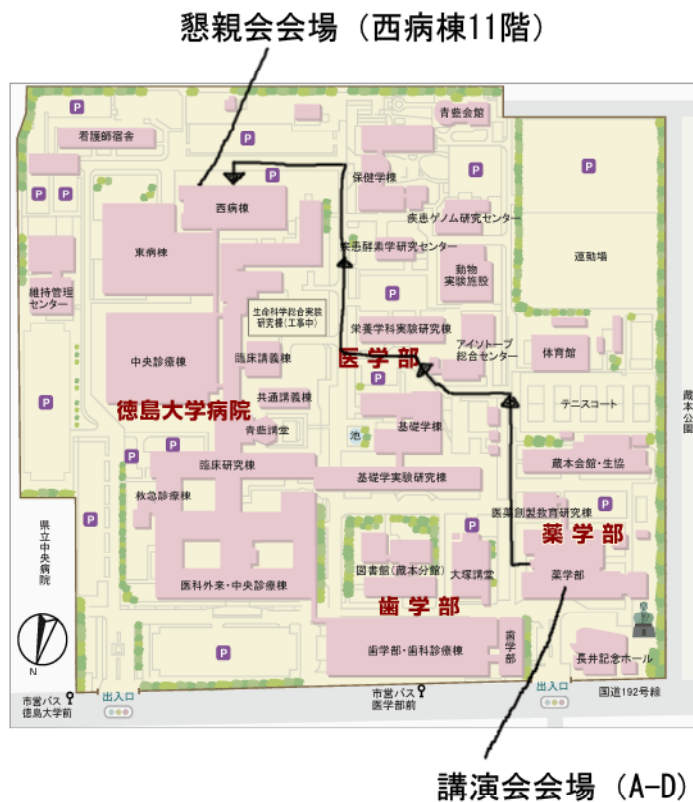 懇親会会場（西病棟11階）
P
青藍会館
看護師宿舎
P
P
P
P
保健学棟
P
P
西病棟
疾患ゲノム研究センター
東病棟
疾患酵素学研究センター
運動場
動物
実験施設
維持管理
センター
P
生命科学総合実験
研究棟(工事中)
栄養学科実験研究棟
アイソトープ
総合センター
体育館
中央診療棟
臨床講義棟
医学部
P
P
共通講義棟
テニスコート
蔵本公園
徳島大学病院
青藍講堂
池
基礎学棟
P
P
臨床研究棟
蔵本会館・生協
基礎学実験研究棟
救急診療棟
P
P
P
医薬創製教育研究棟
薬学部
県立中央病院
図書館(蔵本分館)
大塚講堂
薬学部
医科外来・中央診療棟
歯学部
N
P
歯学部・歯科診療棟
歯学部
長井記念ホール
市営バス
徳島大学前
出入口
市営バス
医学部前
出入口
国道192号線
講演会会場（A-D）